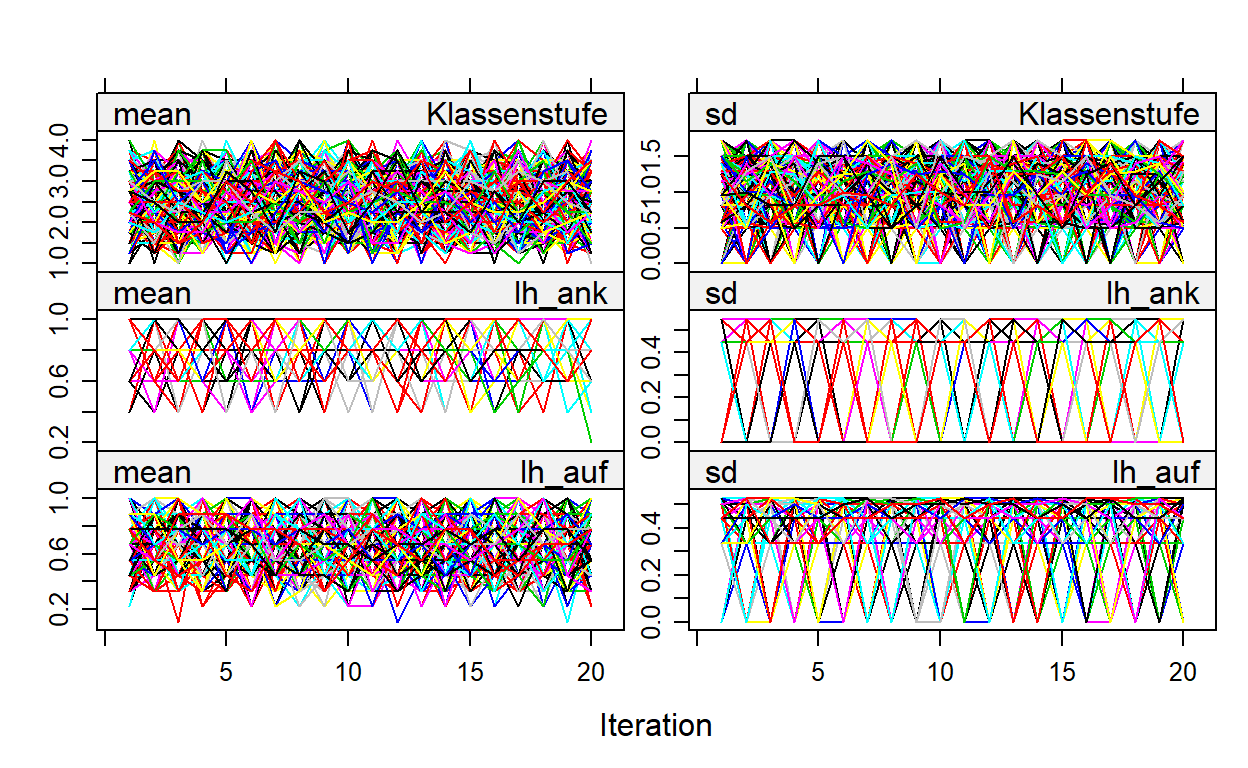 mean Klassenstufe
sd Klassenstufe
1.0 2.0 3.0 4.0
0.0 0.5 1.0 1.5
mean lh_ank
sd lh_ank
0.2 0.6 1.0
0.0 0.2 0.4
mean lh_auf
sd lh_auf
0.2 0.6 1.0
0.0 0.2 0.4
5 10 15 20
5 10 15 20
Iteration